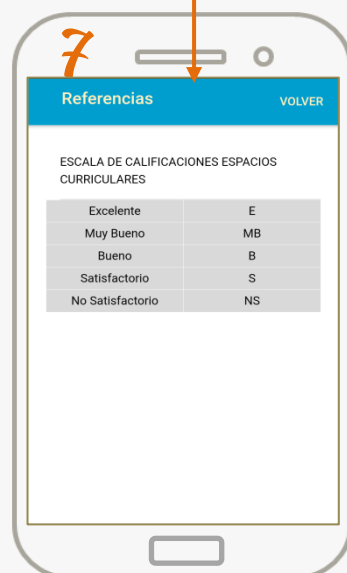 7
Referencias VOLVER
ESCALA DE CALIFICACIONES ESPACIOS
CURRICULARES
Excelente E
Muy Bueno MB
Bueno B
Satisfactorio S
No Satisfactorio NS